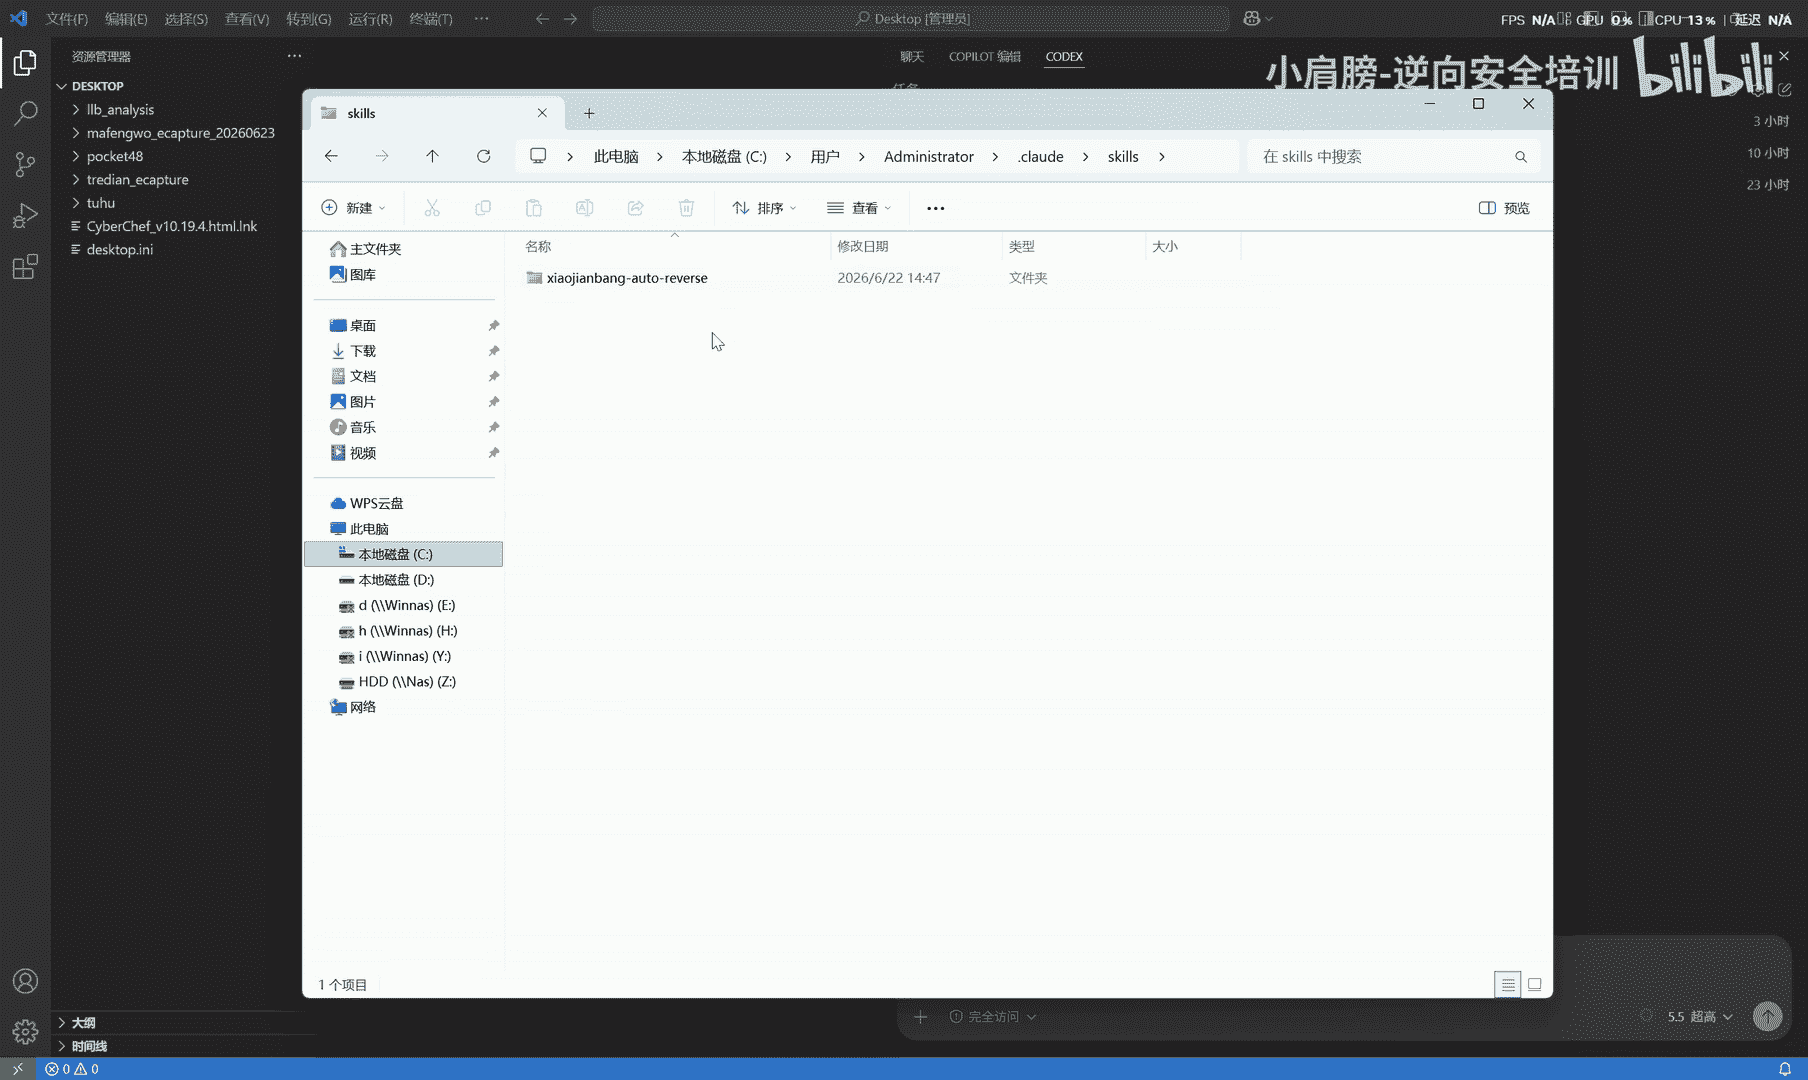 文件(F) 编辑(E) 选择(S) 查看(V) 转到(G) 运行(R) 终端(T) ··· Desktop [管理员] FPS N/A GPU 0% CPU 13% | 延迟 N/A
资源管理器 ··· 聊天 COPILOT 编辑 CODEX
小肩膀-逆向安全培训 bilibili
DESKTOP
llb_analysis
mafengwo_ecapture_20260623
pocket48
tredian_ecapture
tuhu
CyberChef_v10.19.4.html.lnk
desktop.ini
任务
3 小时
10 小时
23 小时
skills
此电脑 > 本地磁盘 (C:) > 用户 > Administrator > .claude > skills >
在 skills 中搜索
新建 排序 查看 ··· 预览
名称 修改日期 类型 大小
xiaojianbang-auto-reverse 2026/6/22 14:47 文件夹
主文件夹
图库
桌面
下载
文档
图片
音乐
视频
WPS云盘
此电脑
本地磁盘 (C:)
本地磁盘 (D:)
d (\\Winnas) (E:)
h (\\Winnas) (H:)
i (\\Winnas) (Y:)
HDD (\\Nas) (Z:)
网络
1 个项目
完全访问 5.5 超高
大纲
时间线
0 0